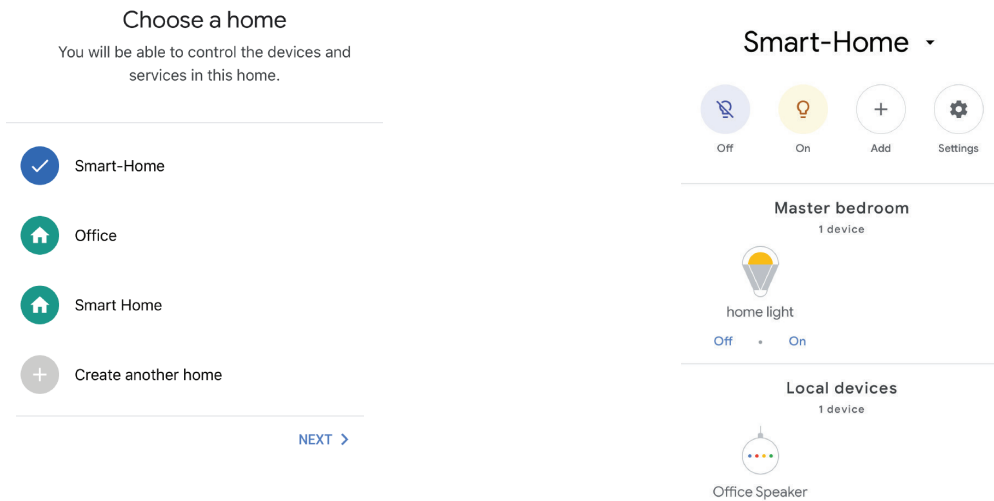 Choose a home
You will be able to control the devices and
services in this home.
Smart-Home
Office
Smart Home
Create another home
NEXT
Smart-Home
Off On Add Settings
Master bedroom
1 device
home light
Off • On
Local devices
1 device
Office Speaker